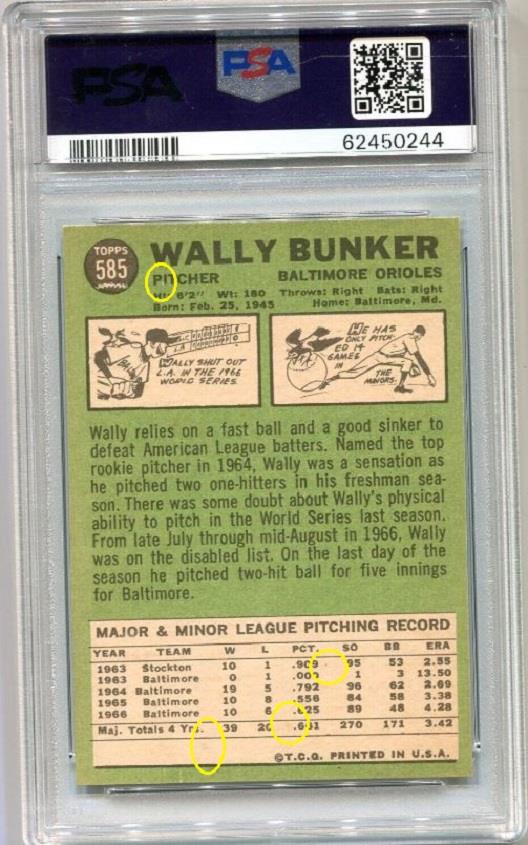 PSA
PSA
62450244
TOPPS
585
WALLY BUNKER
PITCHER BALTIMORE ORIOLES
Ht: 6'2" Wt: 180 Throws: Right Bats: Right
Born: Feb. 25, 1945 Home: Baltimore, Md.
WALLY SHUT OUT
L.A. IN THE 1966
WORLD SERIES.
HE HAS
ONLY PITCH-
ED 14
GAMES
IN
THE
MINORS.
Wally relies on a fast ball and a good sinker to
defeat American League batters. Named the top
rookie pitcher in 1964, Wally was a sensation as
he pitched two one-hitters in his freshman sea-
son. There was some doubt about Wally's physical
ability to pitch in the World Series last season.
From late July through mid-August in 1966, Wally
was on the disabled list. On the last day of the
season he pitched two-hit ball for five innings
for Baltimore.
MAJOR & MINOR LEAGUE PITCHING RECORD
YEAR TEAM W L PCT. SO BB ERA
1963 Stockton 10 1 .909 95 53 2.55
1963 Baltimore 0 1 .000 1 3 13.50
1964 Baltimore 19 5 .792 96 62 2.69
1965 Baltimore 10 8 .556 84 58 3.38
1966 Baltimore 10 6 .625 89 48 4.28
Maj. Totals 4 Yrs. 39 20 .661 270 171 3.42
©T.C.G. PRINTED IN U.S.A.